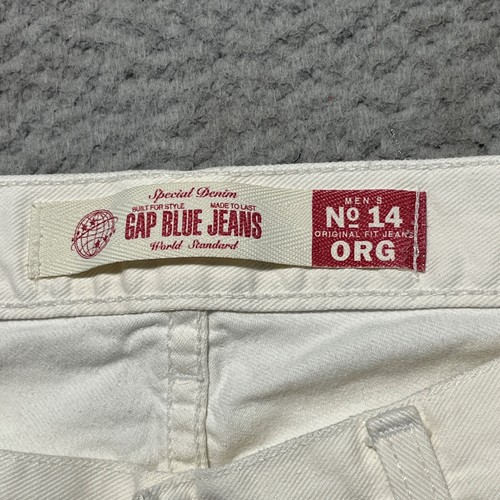 Special Denim
BUILT FOR STYLE MADE TO LAST
GAP BLUE JEANS
World Standard
MEN'S
No 14
ORIGINAL FIT JEANS
ORG